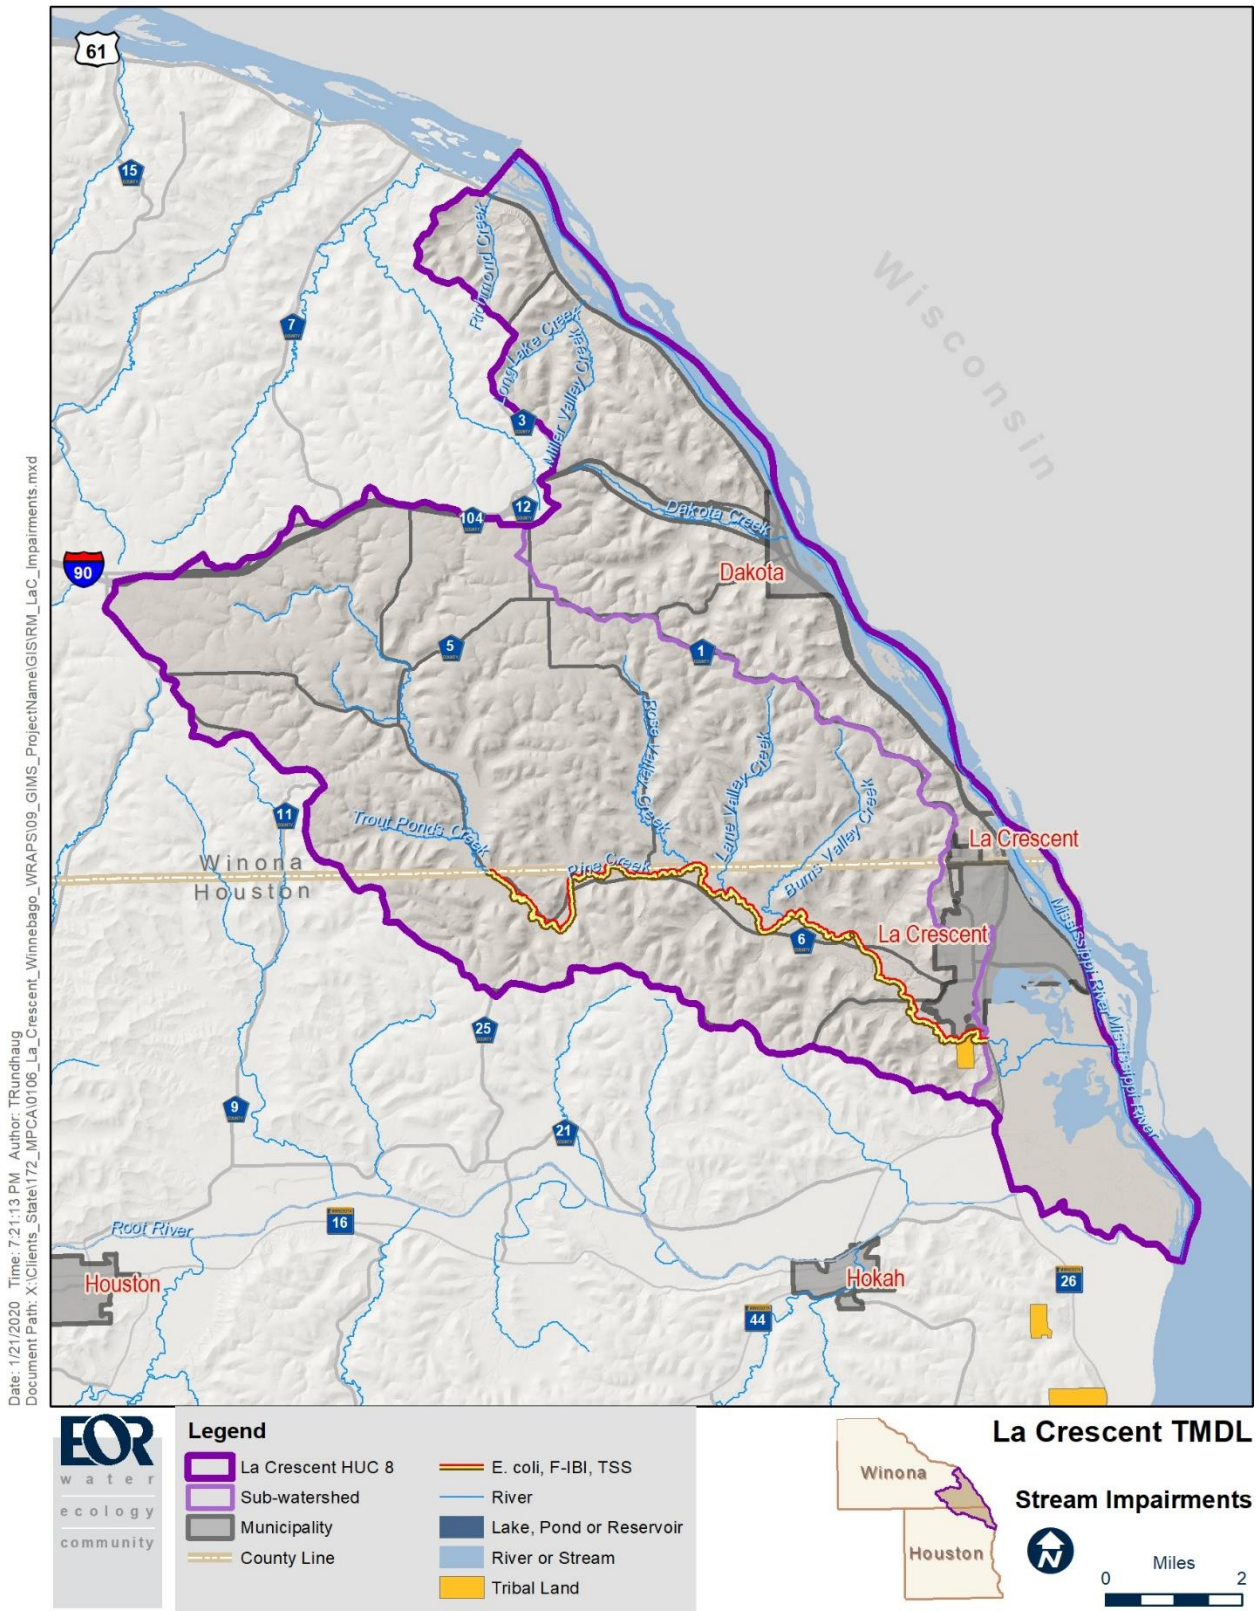 61
15
7
Richmond Creek
Wisconsin
Long Lake Creek
Miller Valley Creek
3
12
104
Dakota Creek
90
Dakota
5
1
Rose Valley Creek
Lane Valley Creek
Burns Valley Creek
11
Trout Ponds Creek
La Crescent
Winona
Pine Creek
Houston
Mississippi River
La Crescent
6
25
Mississippi River
9
21
16
Root River
Houston
Hokah
26
44
Date: 1/21/2020 Time: 7:21:13 PM Author: TRundhaug
Document Path: X:\Clients_State\172_MPCA\0106_La_Crescent_Winnebago_WRAPS\09_GIMS_ProjectName\GIS\RM_LaC_Impairments.mxd
EOR
water
ecology
community
Legend
La Crescent HUC 8
Sub-watershed
Municipality
County Line
E. coli, F-IBI, TSS
River
Lake, Pond or Reservoir
River or Stream
Tribal Land
Winona
Houston
La Crescent TMDL
Stream Impairments
N
Miles
0 2